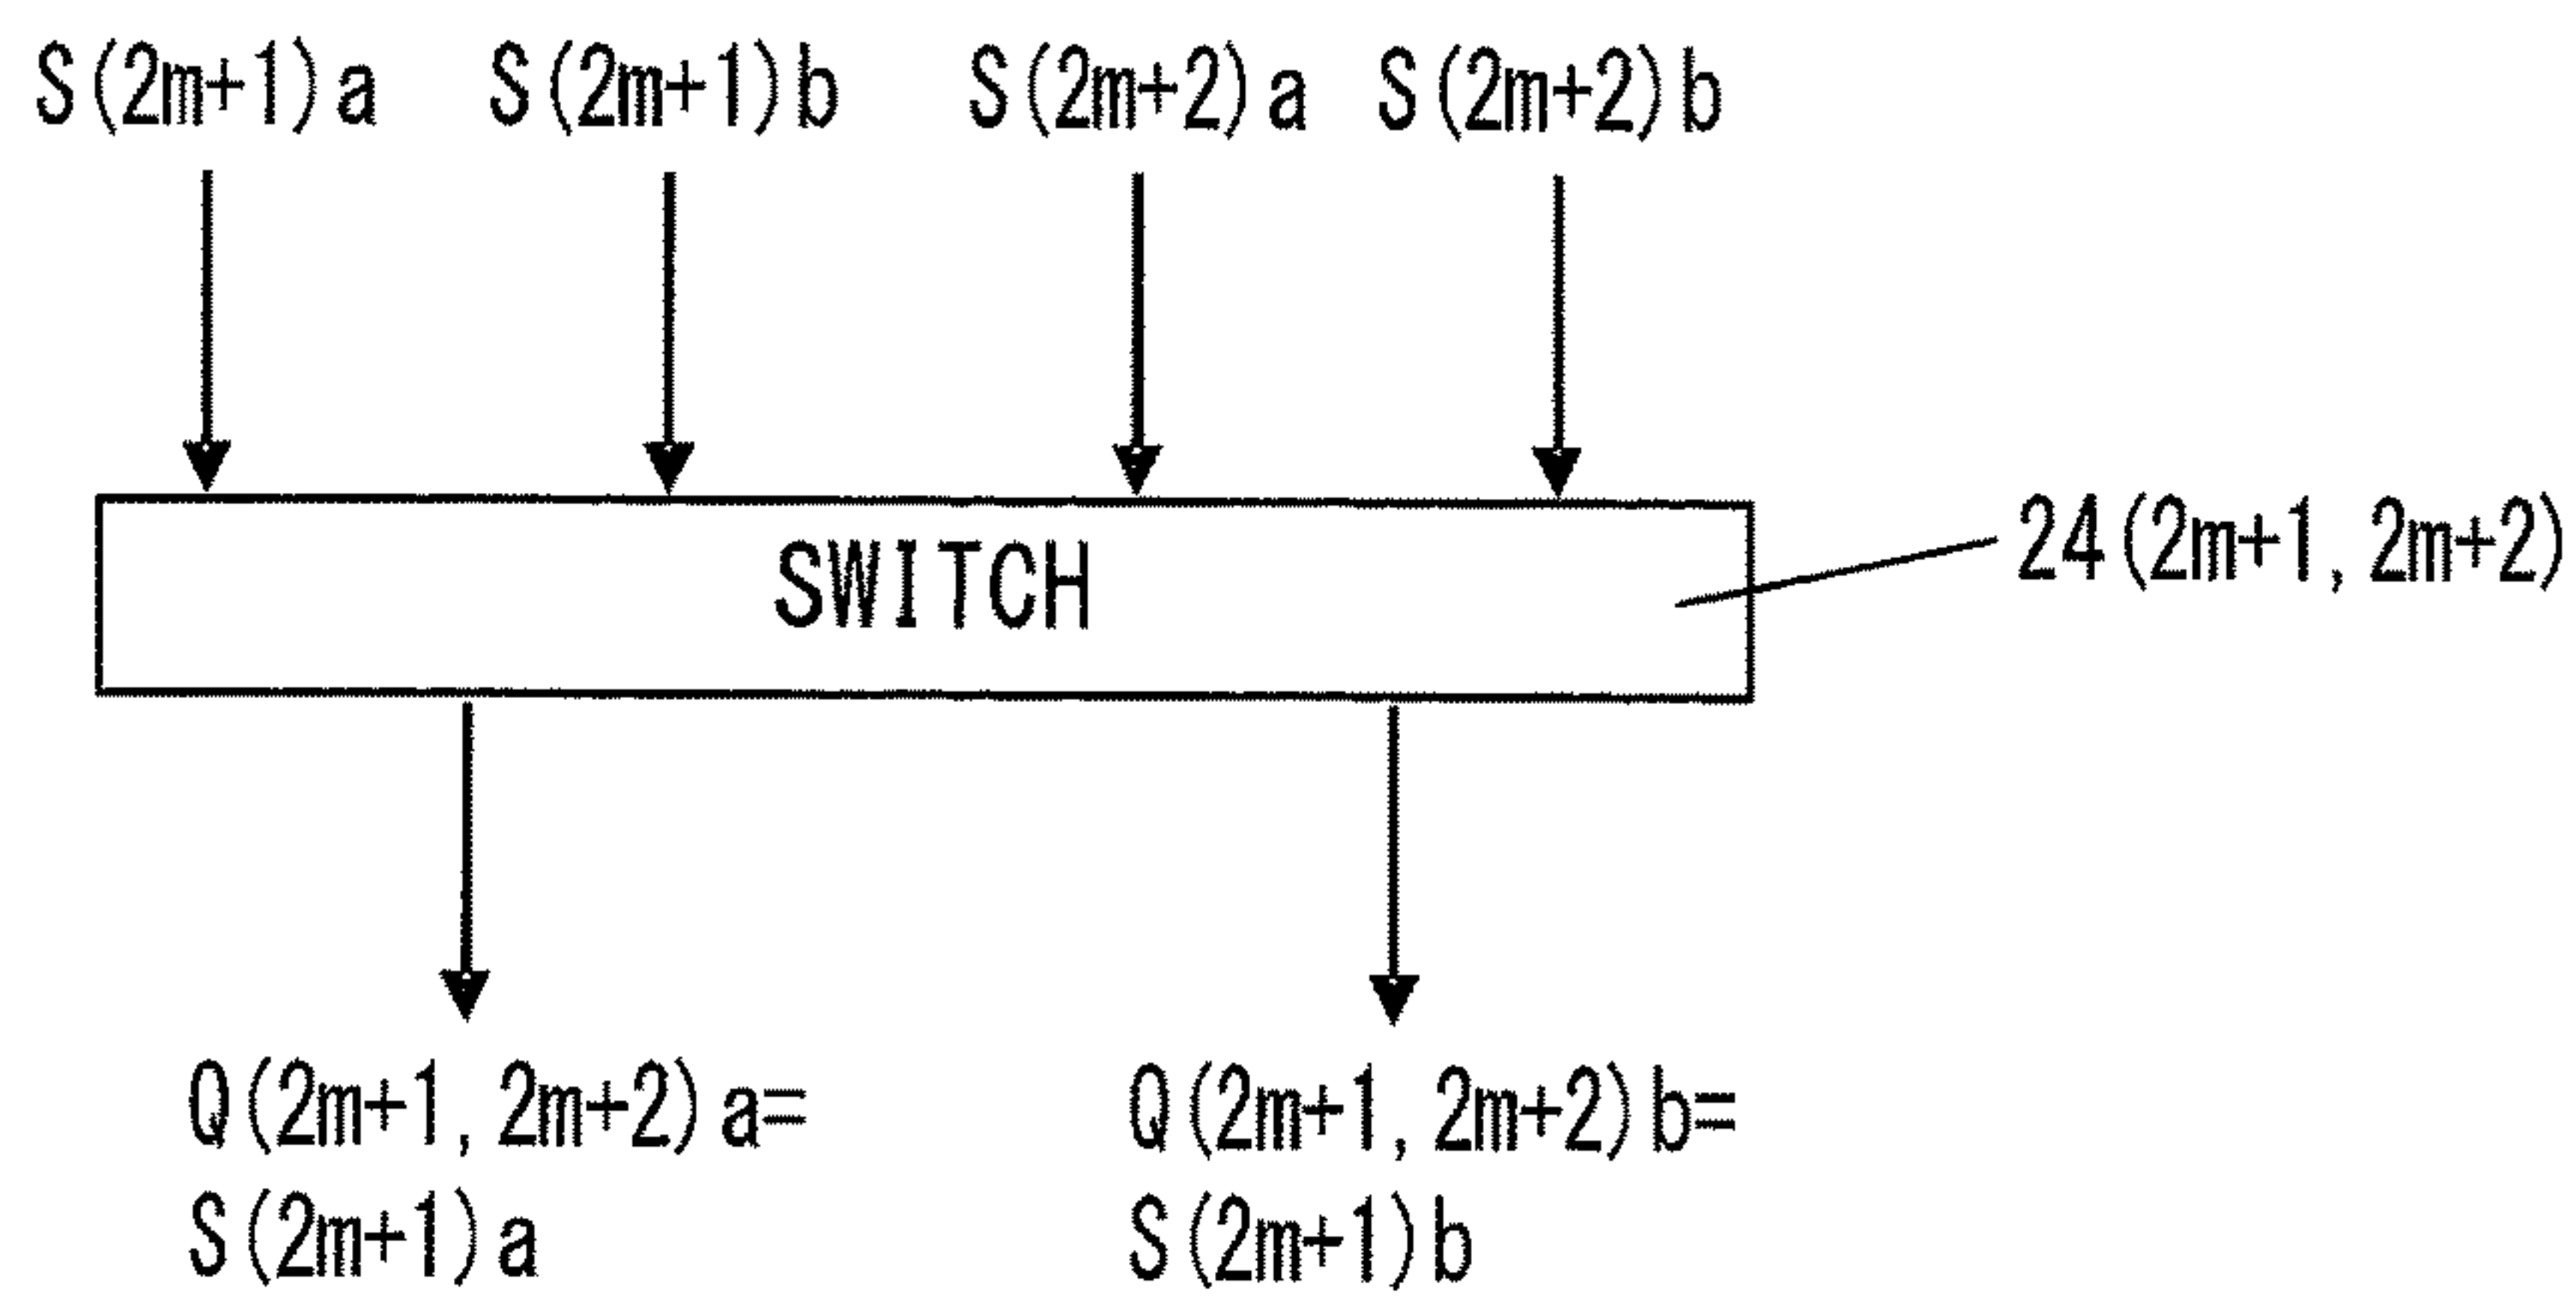 S(2m+1)a S(2m+1)b S(2m+2)a S(2m+2)b
SWITCH
24(2m+1, 2m+2)
Q(2m+1, 2m+2)a=
S(2m+1)a
Q(2m+1, 2m+2)b=
S(2m+1)b